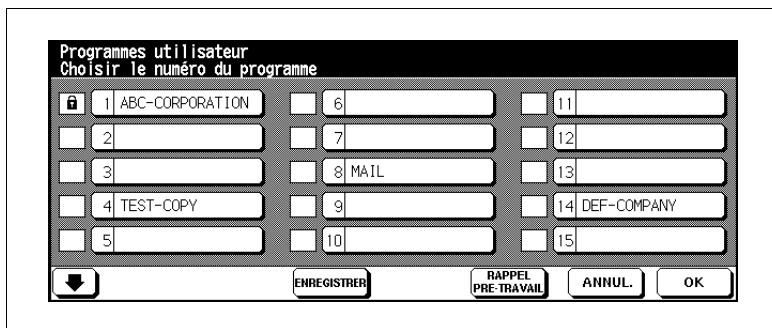 Programmes utilisateur
Choisir le numéro du programme
1 ABC-CORPORATION
2
3
4 TEST-COPY
5
6
7
8 MAIL
9
10
11
12
13
14 DEF-COMPANY
15
ENREGISTRER
RAPPEL
PRE-TRAVAIL
ANNUL.
OK